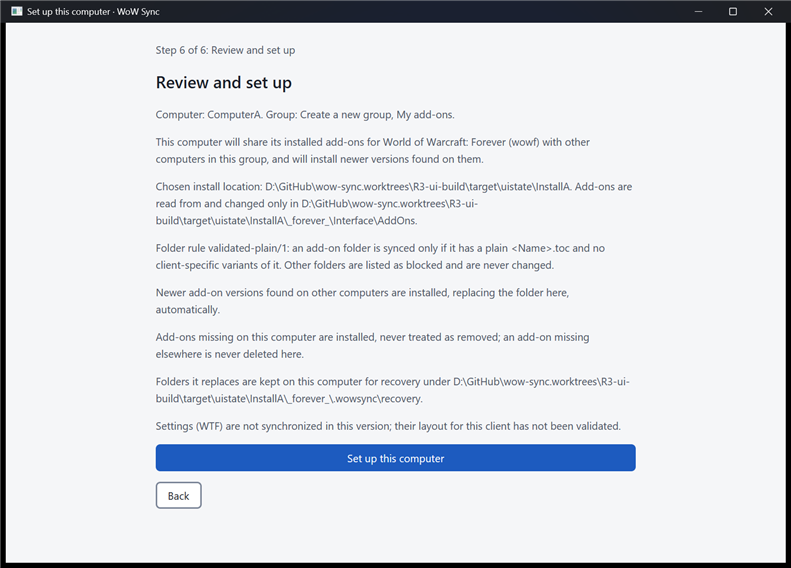 Set up this computer · WoW Sync
Step 6 of 6: Review and set up
Review and set up
Computer: ComputerA. Group: Create a new group, My add-ons.
This computer will share its installed add-ons for World of Warcraft: Forever (wowf) with other
computers in this group, and will install newer versions found on them.
Chosen install location: D:\GitHub\wow-sync.worktrees\R3-ui-build\target\uistate\InstallA. Add-ons are
read from and changed only in D:\GitHub\wow-sync.worktrees\R3-ui-
build\target\uistate\InstallA\_forever_\Interface\AddOns.
Folder rule validated-plain/1: an add-on folder is synced only if it has a plain <Name>.toc and no
client-specific variants of it. Other folders are listed as blocked and are never changed.
Newer add-on versions found on other computers are installed, replacing the folder here,
automatically.
Add-ons missing on this computer are installed, never treated as removed; an add-on missing
elsewhere is never deleted here.
Folders it replaces are kept on this computer for recovery under D:\GitHub\wow-sync.worktrees\R3-ui-
build\target\uistate\InstallA\_forever_\.wowsync\recovery.
Settings (WTF) are not synchronized in this version; their layout for this client has not been validated.
Set up this computer
Back